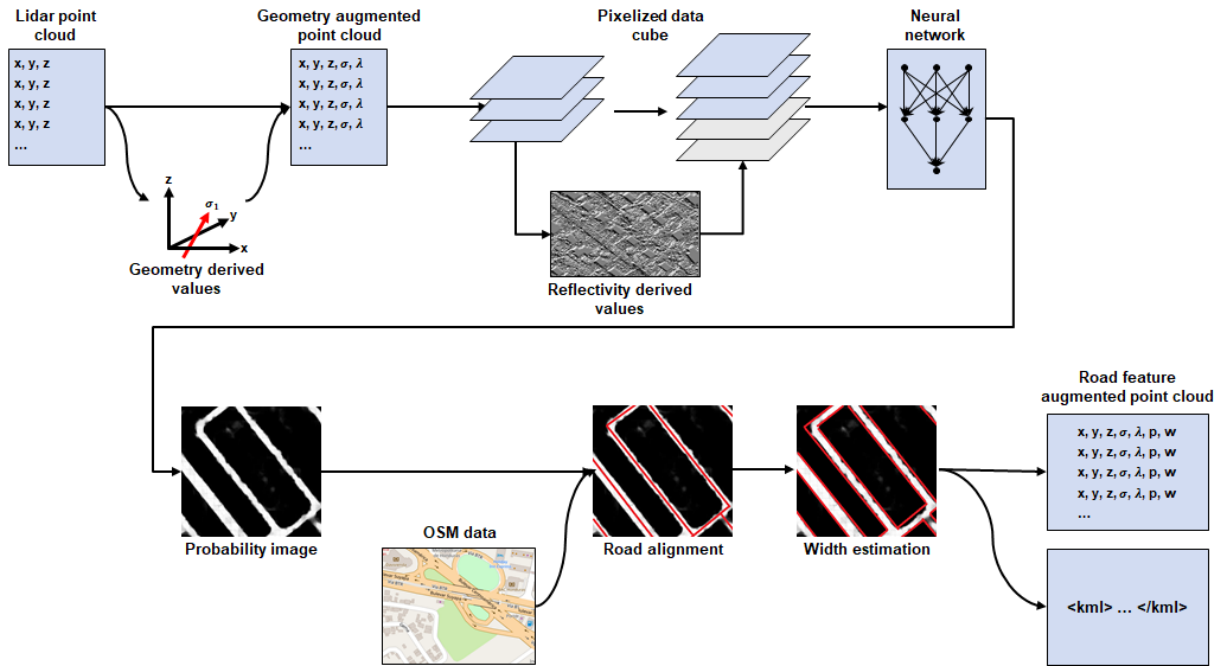 Lidar point
cloud
x, y, z
x, y, z
x, y, z
x, y, z
...
Geometry augmented
point cloud
x, y, z, σ, λ
x, y, z, σ, λ
x, y, z, σ, λ
x, y, z, σ, λ
...
z
σ₁
y
x
Geometry derived
values
Pixelized data
cube
Reflectivity derived
values
Neural
network
Probability image
OSM data
Road alignment
Width estimation
Road feature
augmented point cloud
x, y, z, σ, λ, p, w
x, y, z, σ, λ, p, w
x, y, z, σ, λ, p, w
x, y, z, σ, λ, p, w
...
<kml> ... </kml>